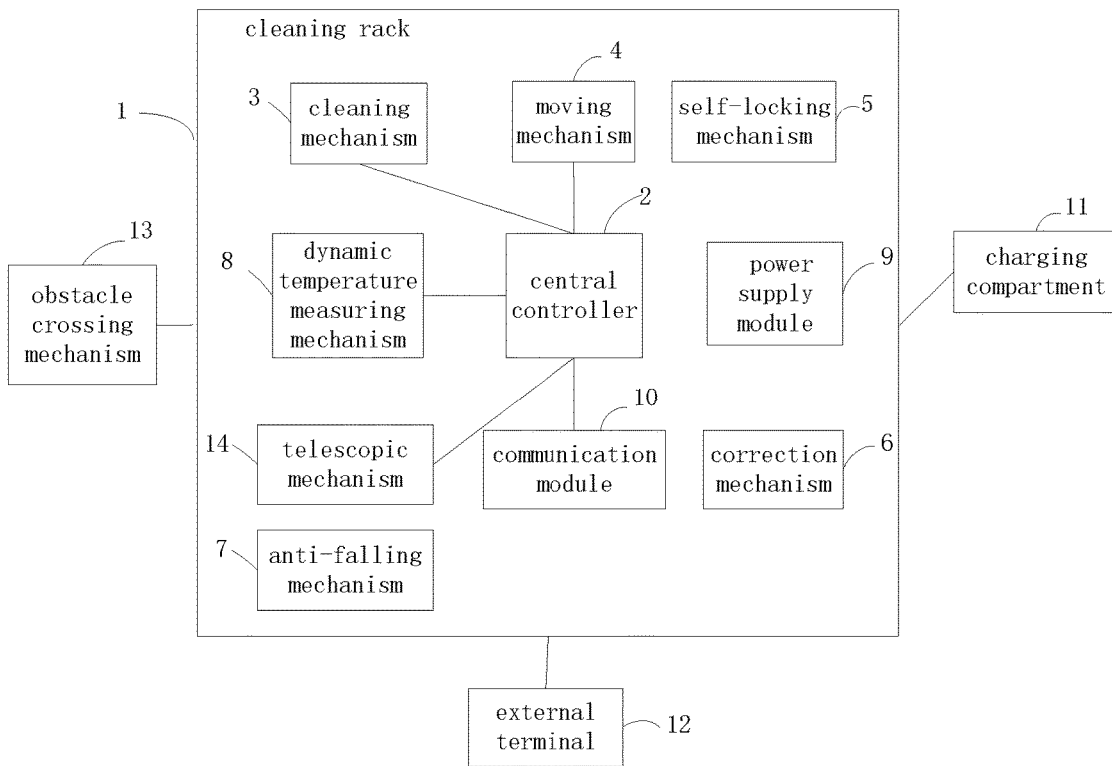 cleaning rack
1
3
cleaning
mechanism
4
moving
mechanism
self-locking
mechanism
5
13
obstacle
crossing
mechanism
8
dynamic
temperature
measuring
mechanism
2
central
controller
power
supply
module
9
11
charging
compartment
14
telescopic
mechanism
10
communication
module
correction
mechanism
6
7
anti-falling
mechanism
external
terminal
12